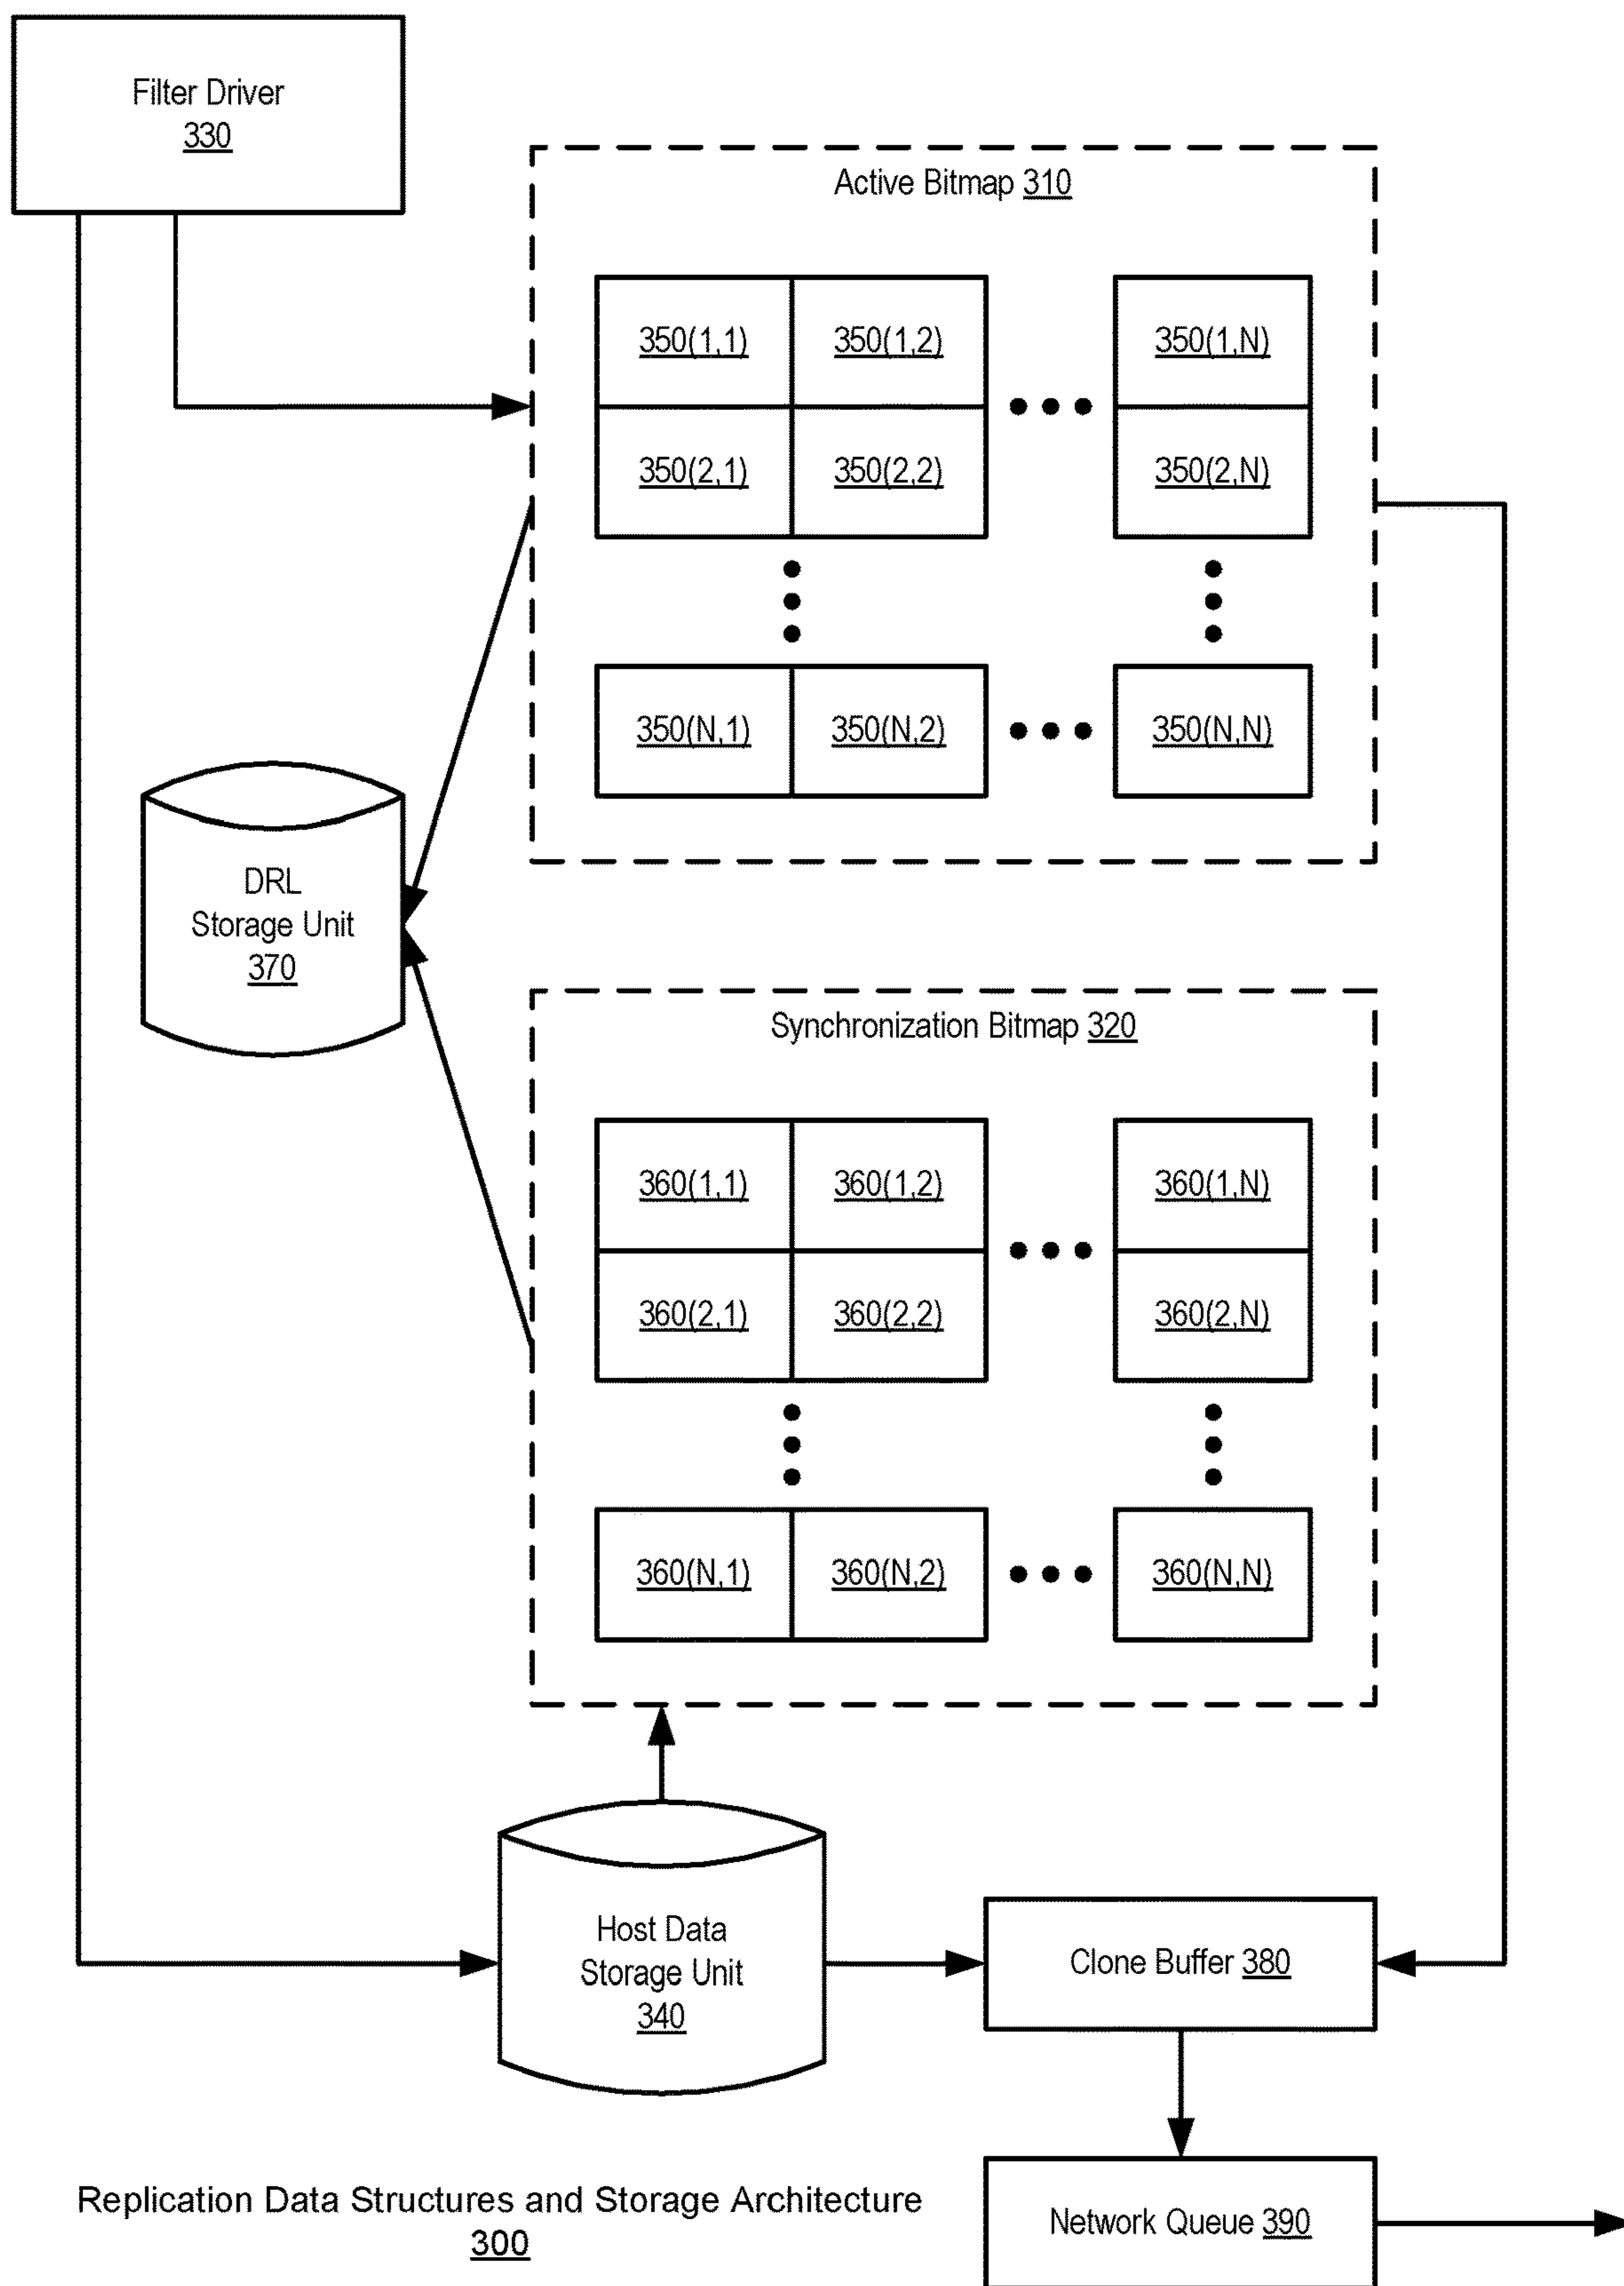 Filter Driver
330
Active Bitmap 310
350(1,1) 350(1,2) 350(1,N)
350(2,1) 350(2,2) 350(2,N)
350(N,1) 350(N,2) 350(N,N)
DRL
Storage Unit
370
Synchronization Bitmap 320
360(1,1) 360(1,2) 360(1,N)
360(2,1) 360(2,2) 360(2,N)
360(N,1) 360(N,2) 360(N,N)
Host Data
Storage Unit
340
Clone Buffer 380
Network Queue 390
Replication Data Structures and Storage Architecture
300